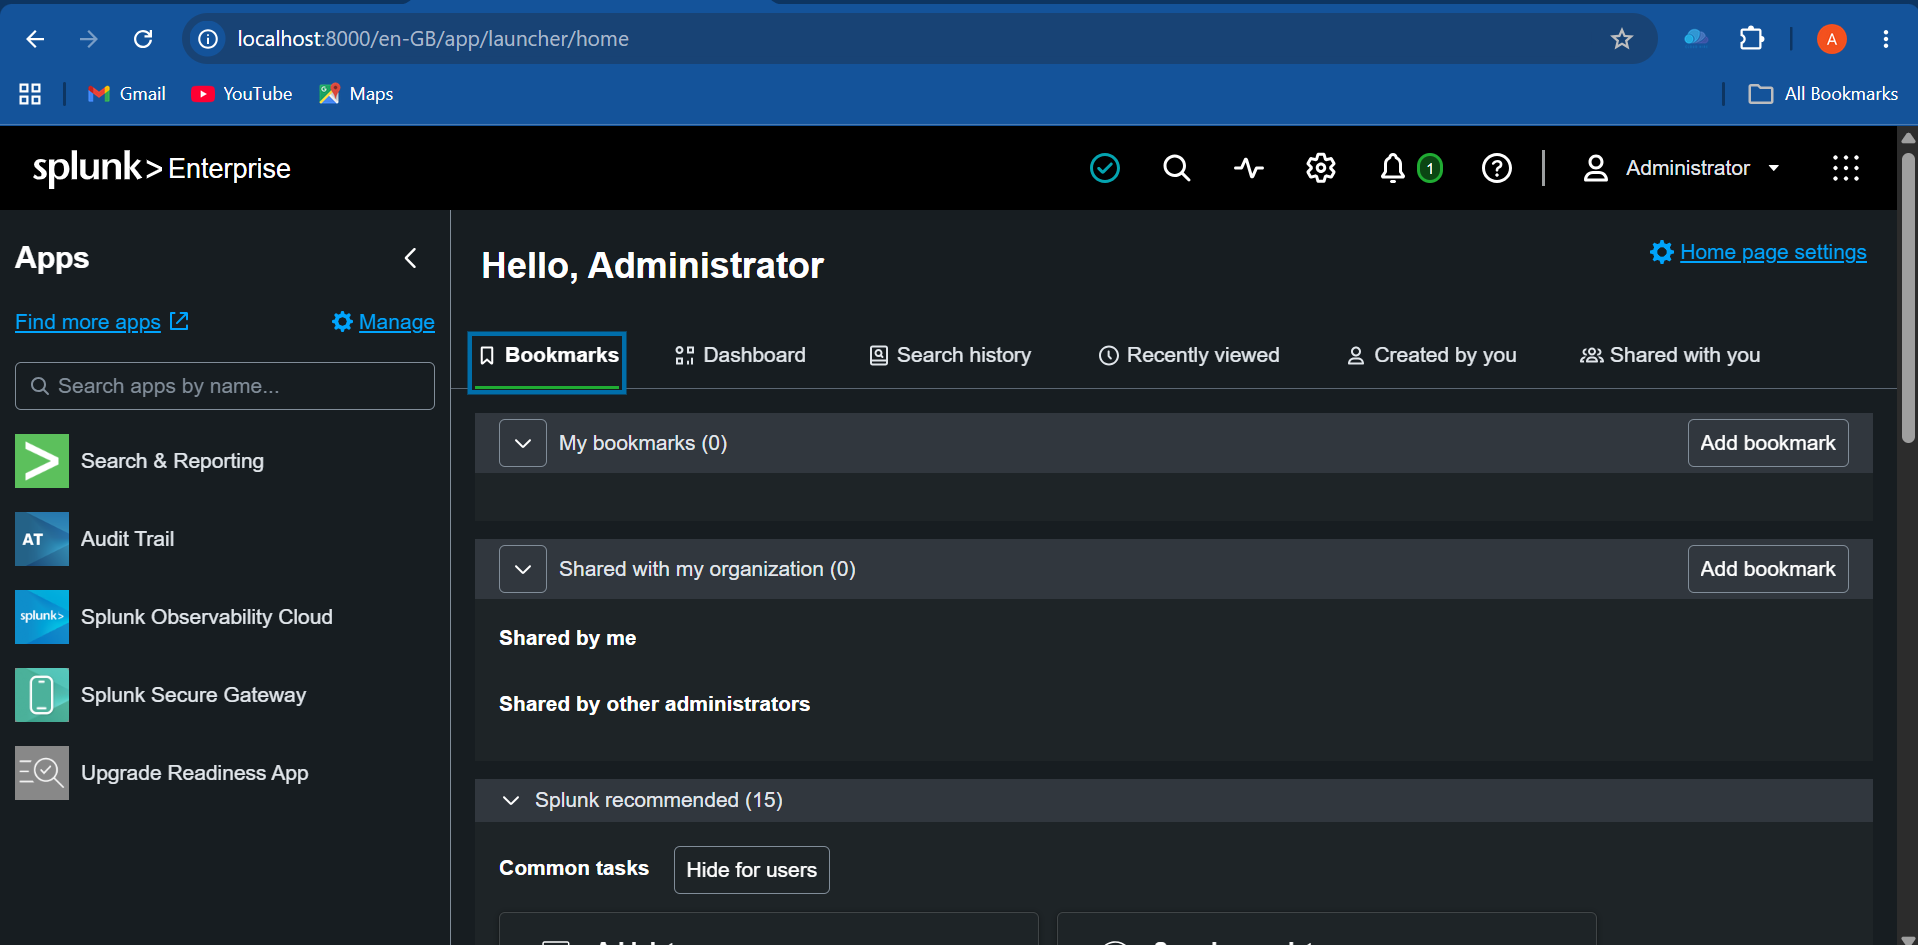 localhost:8000/en-GB/app/launcher/home
A
Gmail
YouTube
Maps
All Bookmarks
splunk>Enterprise
1
Administrator
Apps
Find more apps
Manage
Search apps by name...
Search & Reporting
AT
Audit Trail
splunk>
Splunk Observability Cloud
Splunk Secure Gateway
Upgrade Readiness App
Hello, Administrator
Home page settings
Bookmarks
Dashboard
Search history
Recently viewed
Created by you
Shared with you
My bookmarks (0)
Add bookmark
Shared with my organization (0)
Add bookmark
Shared by me
Shared by other administrators
Splunk recommended (15)
Common tasks
Hide for users